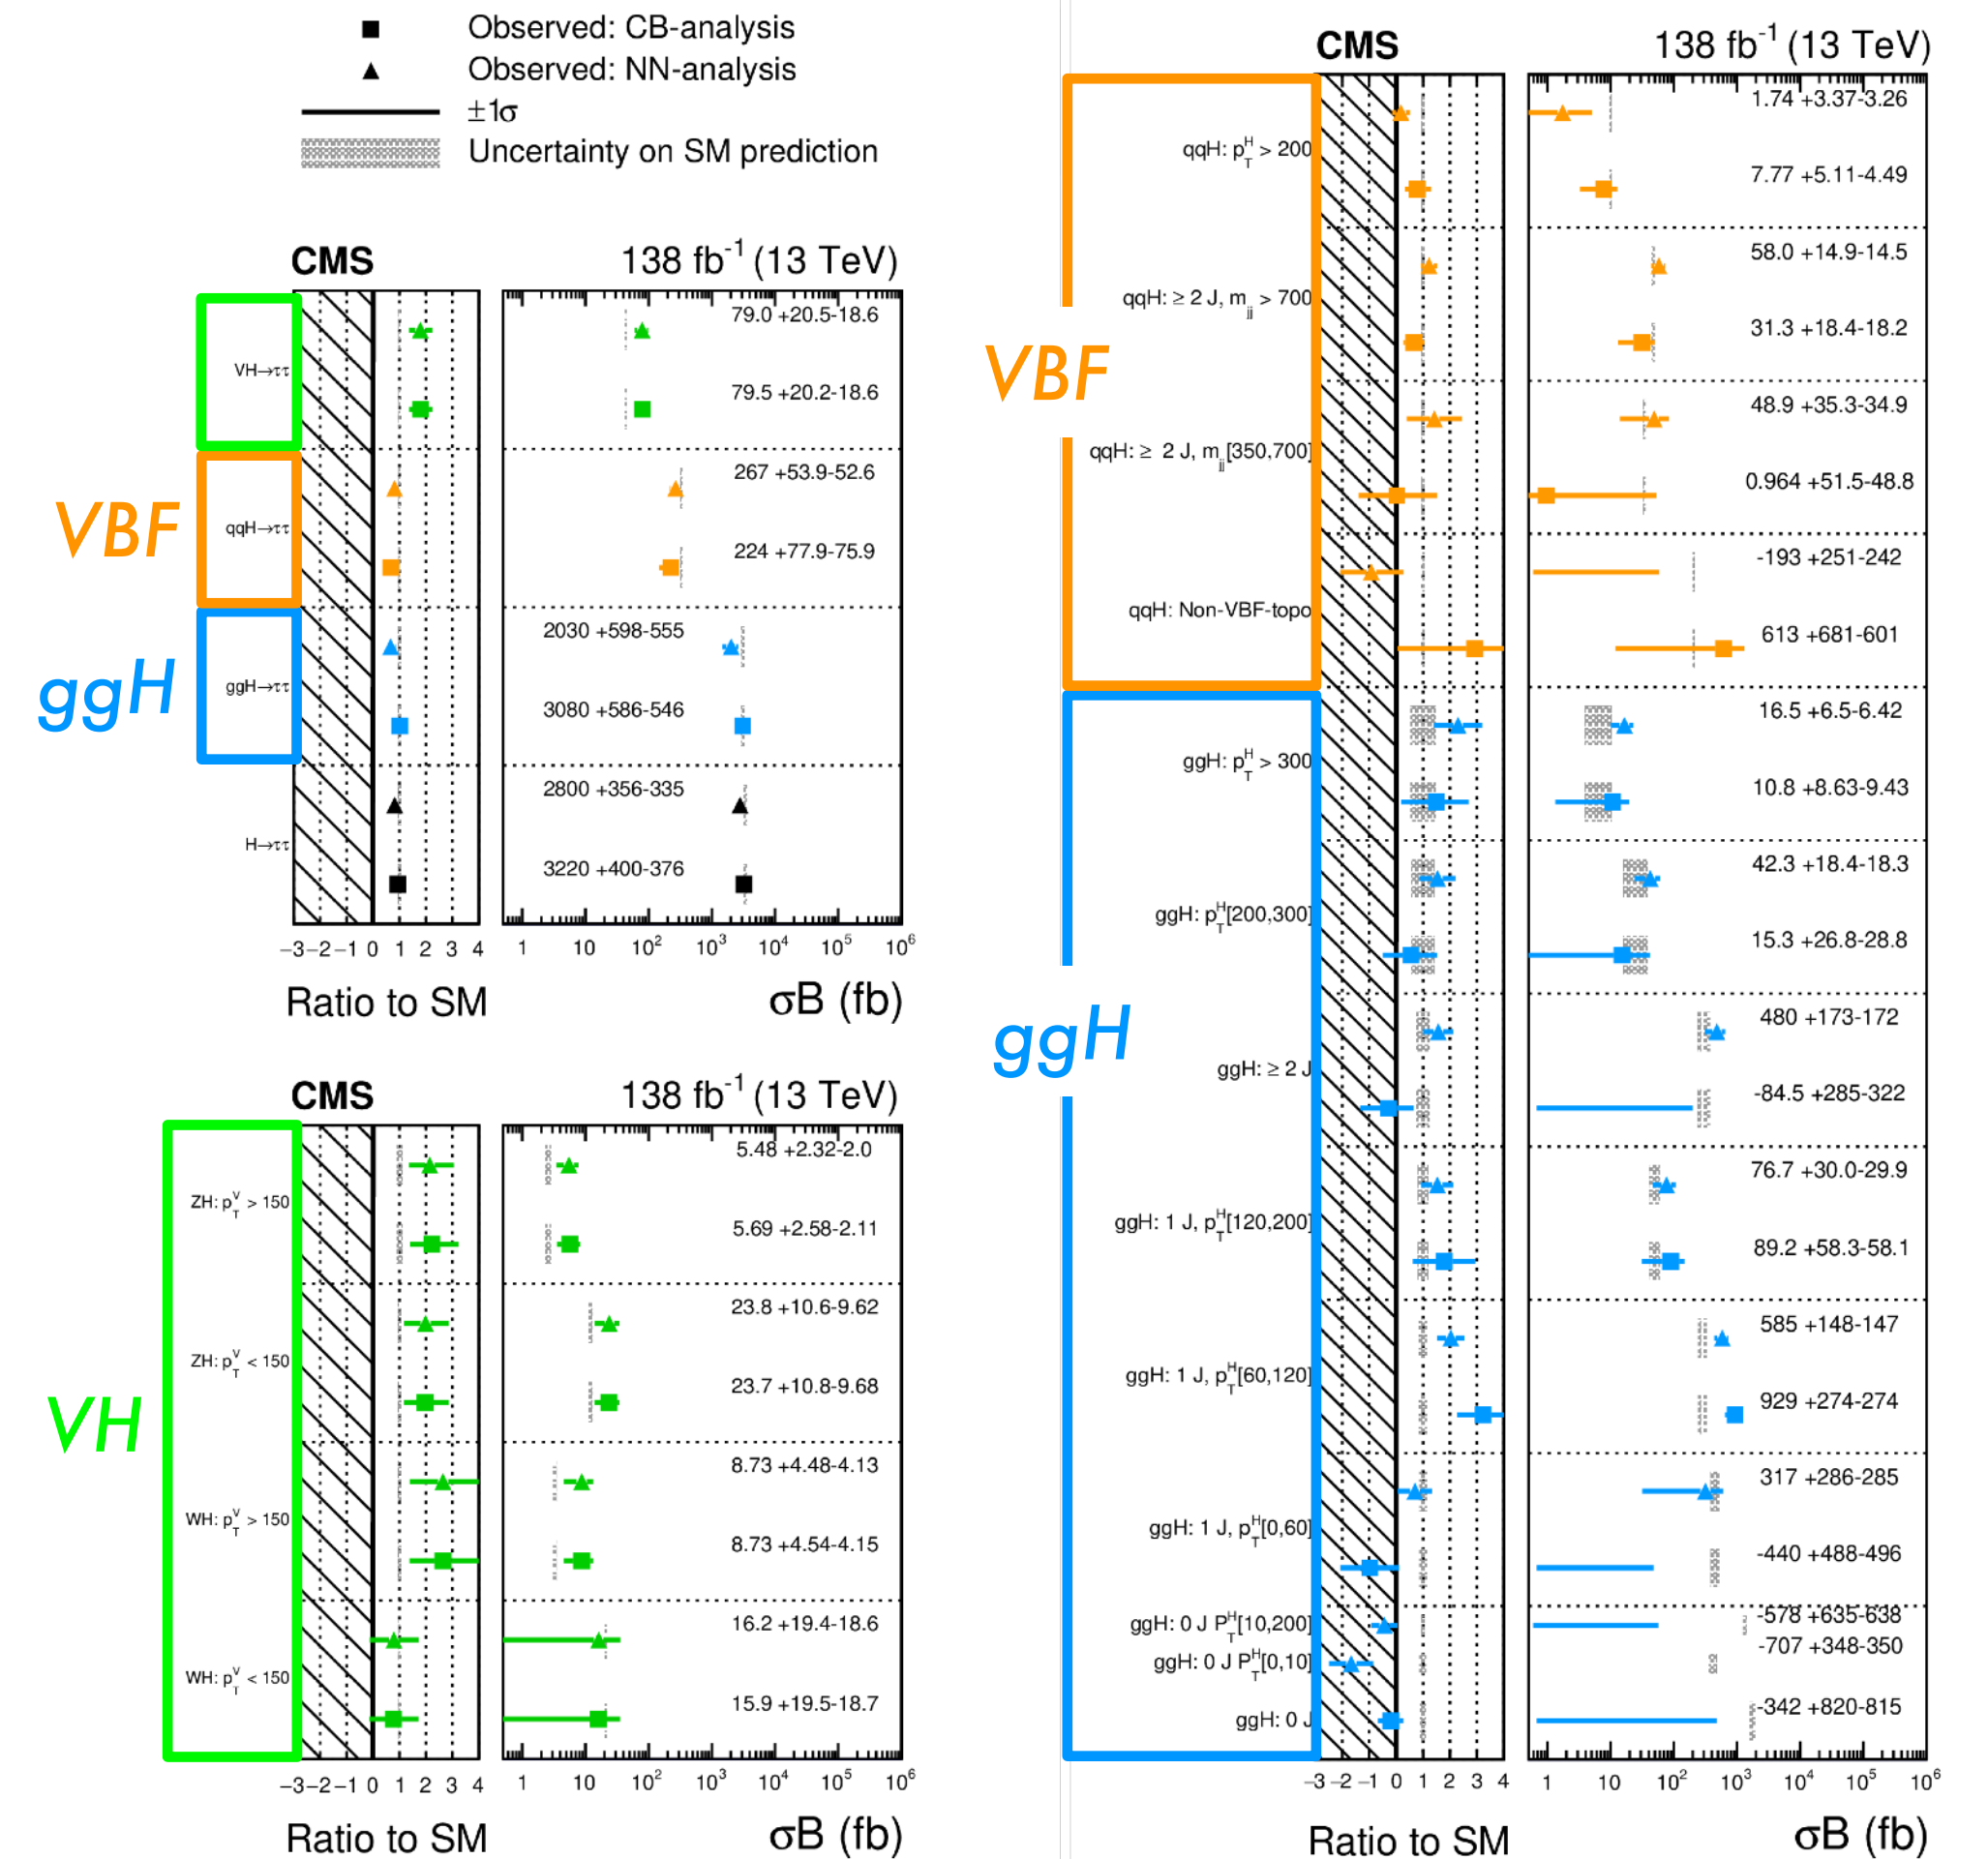 Observed: CB-analysis
Observed: NN-analysis
±1σ
Uncertainty on SM prediction
CMS 138 fb⁻¹ (13 TeV)
VH→ττ
79.0 +20.5-18.6
79.5 +20.2-18.6
VBF
qqH→ττ
267 +53.9-52.6
224 +77.9-75.9
ggH
ggH→ττ
2030 +598-555
3080 +586-546
H→ττ
2800 +356-335
3220 +400-376
−3 −2 −1 0 1 2 3 4
1 10 10² 10³ 10⁴ 10⁵ 10⁶
Ratio to SM σB (fb)
CMS 138 fb⁻¹ (13 TeV)
VH
ZH: p_T^V > 150
5.48 +2.32-2.0
5.69 +2.58-2.11
ZH: p_T^V < 150
23.8 +10.6-9.62
23.7 +10.8-9.68
WH: p_T^V > 150
8.73 +4.48-4.13
8.73 +4.54-4.15
WH: p_T^V < 150
16.2 +19.4-18.6
15.9 +19.5-18.7
−3 −2 −1 0 1 2 3 4
1 10 10² 10³ 10⁴ 10⁵ 10⁶
Ratio to SM σB (fb)
CMS 138 fb⁻¹ (13 TeV)
VBF
qqH: p_T^H > 200
1.74 +3.37-3.26
7.77 +5.11-4.49
qqH: ≥ 2 J, m_jj > 700
58.0 +14.9-14.5
31.3 +18.4-18.2
qqH: ≥ 2 J, m_jj[350,700]
48.9 +35.3-34.9
0.964 +51.5-48.8
qqH: Non-VBF-topo
-193 +251-242
613 +681-601
ggH
ggH: p_T^H > 300
16.5 +6.5-6.42
10.8 +8.63-9.43
ggH: p_T^H[200,300]
42.3 +18.4-18.3
15.3 +26.8-28.8
ggH: ≥ 2 J
480 +173-172
-84.5 +285-322
ggH: 1 J, p_T^H[120,200]
76.7 +30.0-29.9
89.2 +58.3-58.1
ggH: 1 J, p_T^H[60,120]
585 +148-147
929 +274-274
ggH: 1 J, p_T^H[0,60]
317 +286-285
-440 +488-496
ggH: 0 J P_T^H[10,200]
-578 +635-638
ggH: 0 J P_T^H[0,10]
-707 +348-350
ggH: 0 J
-342 +820-815
−3 −2 −1 0 1 2 3 4
1 10 10² 10³ 10⁴ 10⁵ 10⁶
Ratio to SM σB (fb)